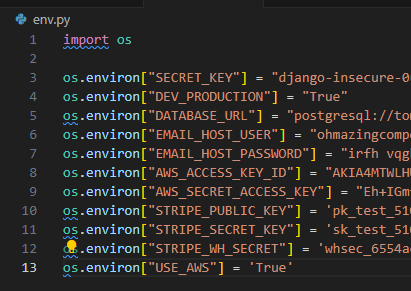 env.py
1 import os
2
3 os.environ["SECRET_KEY"] = "django-insecure-0
4 os.environ["DEV_PRODUCTION"] = "True"
5 os.environ["DATABASE_URL"] = "postgresql://to
6 os.environ["EMAIL_HOST_USER"] = "ohmazingcomp
7 os.environ["EMAIL_HOST_PASSWORD"] = "irfh vqg
8 os.environ["AWS_ACCESS_KEY_ID"] = "AKIA4MTWLH
9 os.environ["AWS_SECRET_ACCESS_KEY"] = "Eh+IGm
10 os.environ["STRIPE_PUBLIC_KEY"] = 'pk_test_51
11 os.environ["STRIPE_SECRET_KEY"] = 'sk_test_51
12 os.environ["STRIPE_WH_SECRET"] = 'whsec_6554a
13 os.environ["USE_AWS"] = 'True'